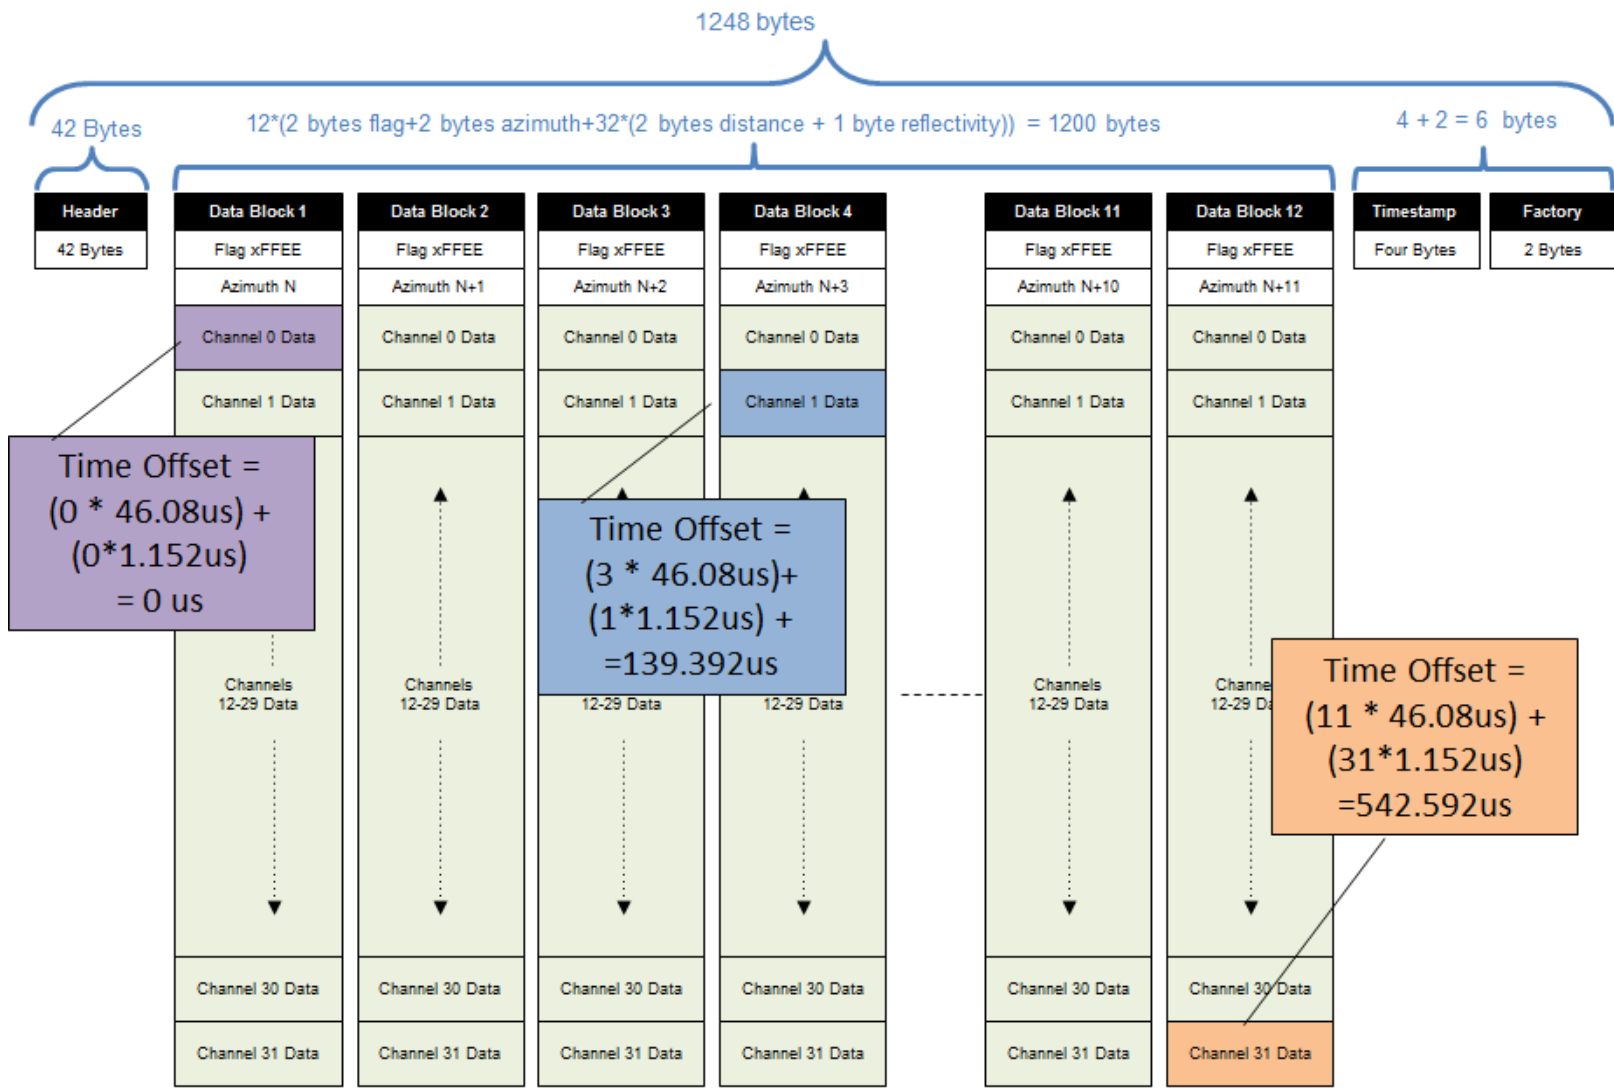 1248 bytes
42 Bytes
12*(2 bytes flag+2 bytes azimuth+32*(2 bytes distance + 1 byte reflectivity)) = 1200 bytes
4 + 2 = 6 bytes
Header
42 Bytes
Data Block 1
Flag xFFEE
Azimuth N
Channel 0 Data
Channel 1 Data
Time Offset =
(0 * 46.08us) +
(0*1.152us)
= 0 us
Channels
12-29 Data
Channel 30 Data
Channel 31 Data
Data Block 2
Flag xFFEE
Azimuth N+1
Channel 0 Data
Channel 1 Data
Channels
12-29 Data
Channel 30 Data
Channel 31 Data
Data Block 3
Flag xFFEE
Azimuth N+2
Channel 0 Data
Channel 1 Data
Time Offset =
(3 * 46.08us)+
(1*1.152us) +
=139.392us
12-29 Data
Channel 30 Data
Channel 31 Data
Data Block 4
Flag xFFEE
Azimuth N+3
Channel 0 Data
Channel 1 Data
12-29 Data
Channel 30 Data
Channel 31 Data
Data Block 11
Flag xFFEE
Azimuth N+10
Channel 0 Data
Channel 1 Data
Channels
12-29 Data
Channel 30 Data
Channel 31 Data
Data Block 12
Flag xFFEE
Azimuth N+11
Channel 0 Data
Channel 1 Data
12-29
Time Offset =
(11 * 46.08us) +
(31*1.152us)
=542.592us
Channel 30 Data
Channel 31 Data
Timestamp
Four Bytes
Factory
2 Bytes